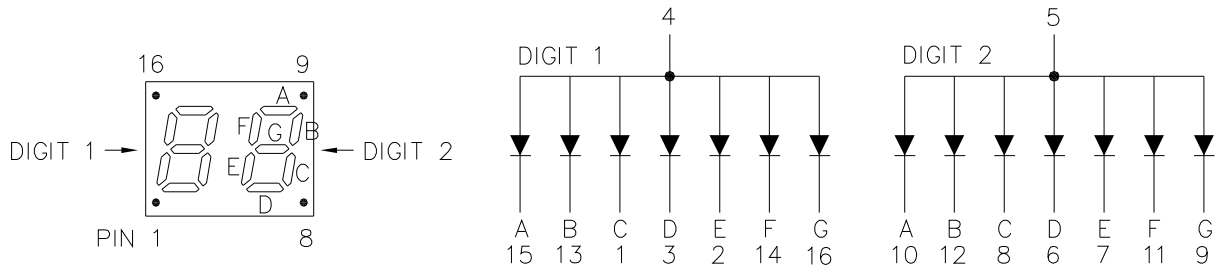 16 9
A
F B
G
E C
D
DIGIT 1
DIGIT 2
PIN 1 8
4
DIGIT 1
A B C D E F G
15 13 1 3 2 14 16
5
DIGIT 2
A B C D E F G
10 12 8 6 7 11 9